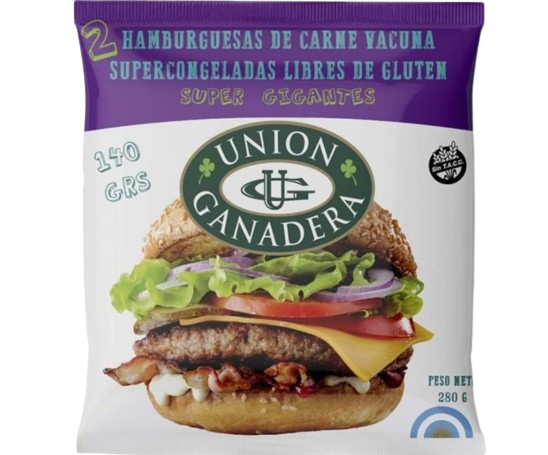 2 HAMBURGUESAS DE CARNE VACUNA
SUPERCONGELADAS LIBRES DE GLUTEN
SUPER GIGANTES
140
GRS
UNION
UG
GANADERA
Sin T.A.C.C.
PESO NET
280 G